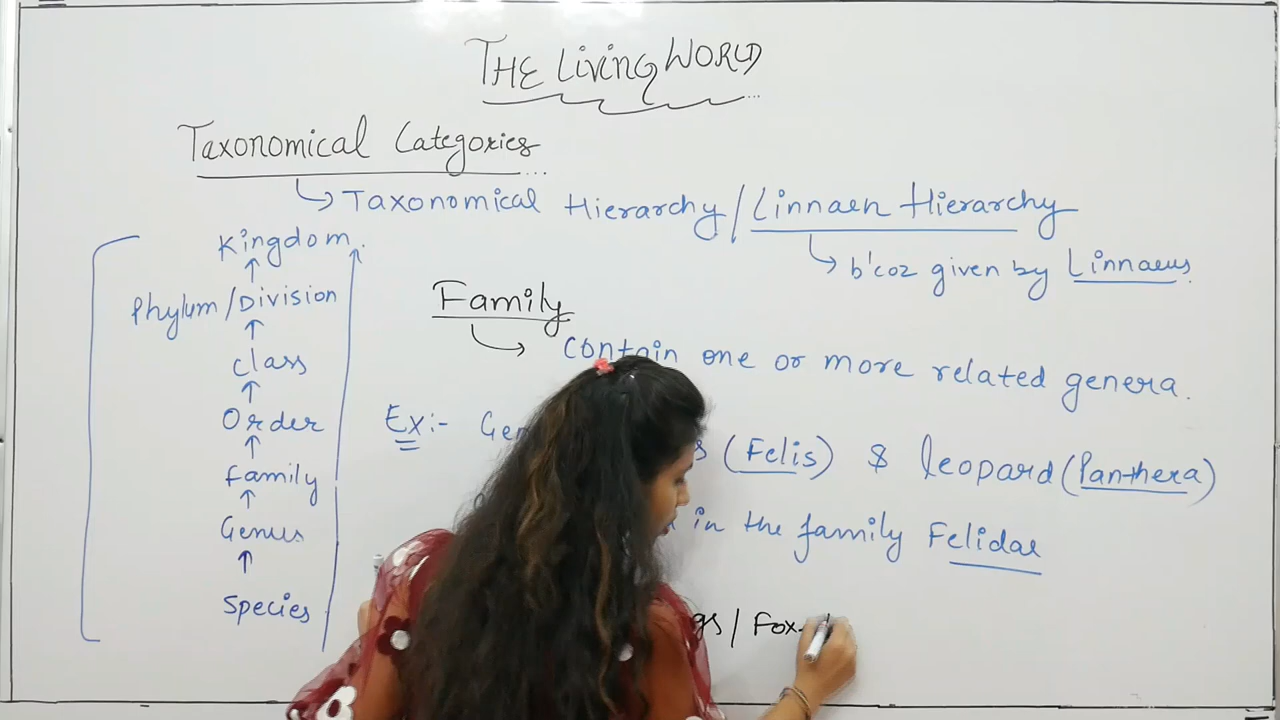 THE Living WORLD
Taxonomical Categories...
Taxonomical Hierarchy / Linnaen Hierarchy
b'coz given by Linnaeus.
Kingdom.
Phylum/Division
Class
Order
family
Genus
Species
Family
Contain one or more related genera.
Ex:- (Felis) & leopard (Panthera)
in the family Felidae
/ Fox-